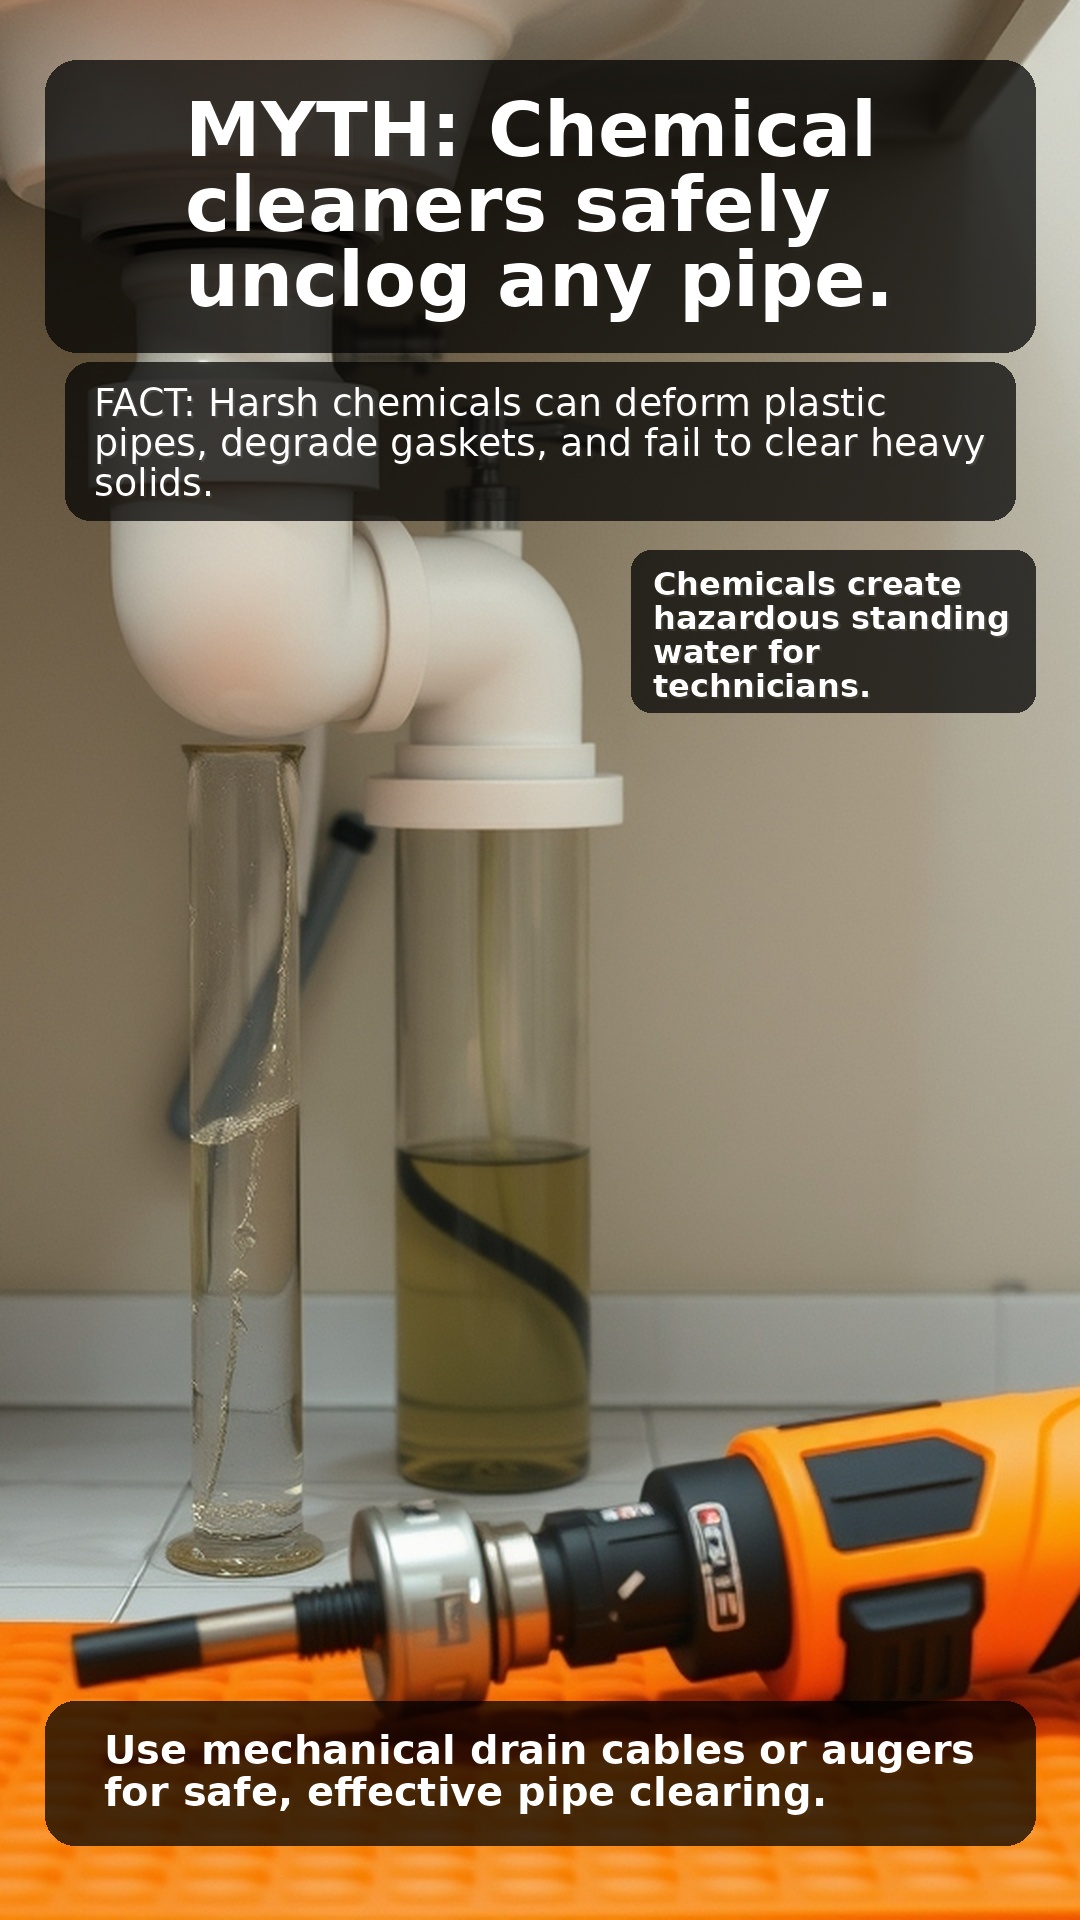 MYTH: Chemical
cleaners safely
unclog any pipe.
FACT: Harsh chemicals can deform plastic
pipes, degrade gaskets, and fail to clear heavy
solids.
Chemicals create
hazardous standing
water for
technicians.
Use mechanical drain cables or augers
for safe, effective pipe clearing.